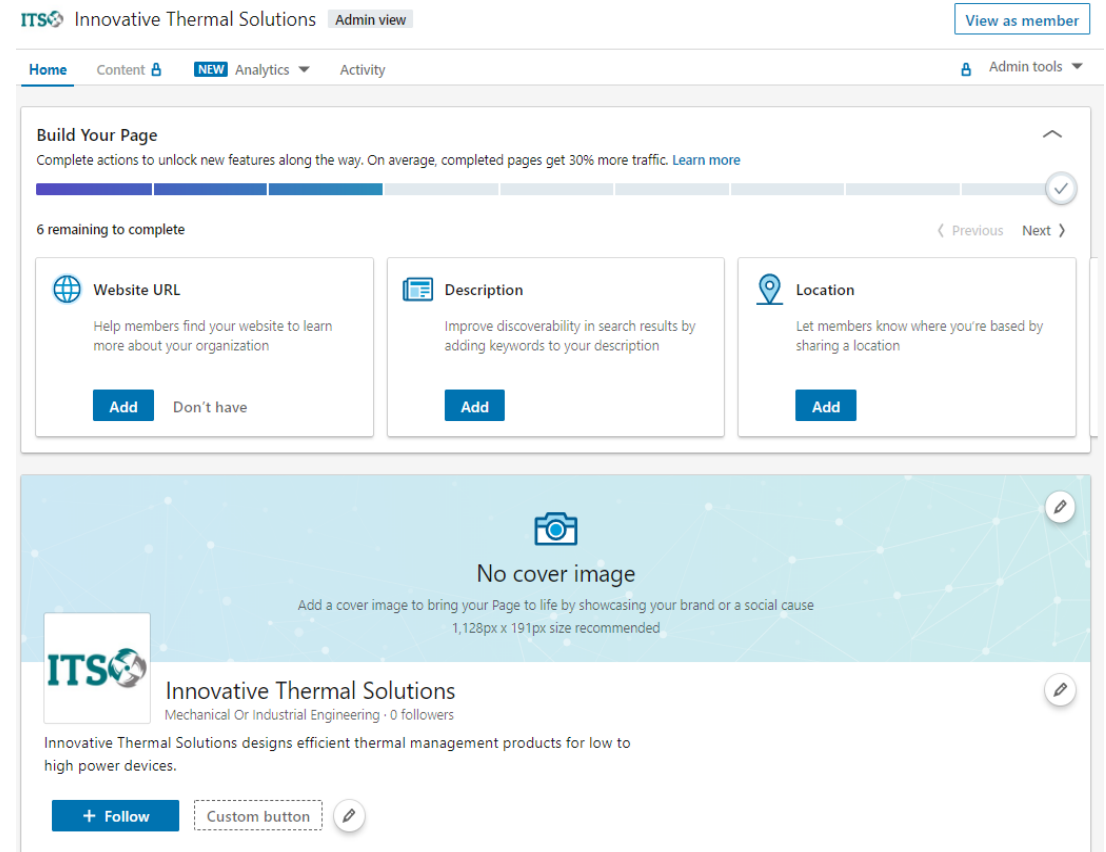 ITS Innovative Thermal Solutions Admin view View as member
Home Content NEW Analytics Activity Admin tools
Build Your Page
Complete actions to unlock new features along the way. On average, completed pages get 30% more traffic. Learn more
6 remaining to complete Previous Next
Website URL
Help members find your website to learn
more about your organization
Add Don't have
Description
Improve discoverability in search results by
adding keywords to your description
Add
Location
Let members know where you're based by
sharing a location
Add
No cover image
Add a cover image to bring your Page to life by showcasing your brand or a social cause
1,128px x 191px size recommended
ITS
Innovative Thermal Solutions
Mechanical Or Industrial Engineering · 0 followers
Innovative Thermal Solutions designs efficient thermal management products for low to
high power devices.
+ Follow Custom button